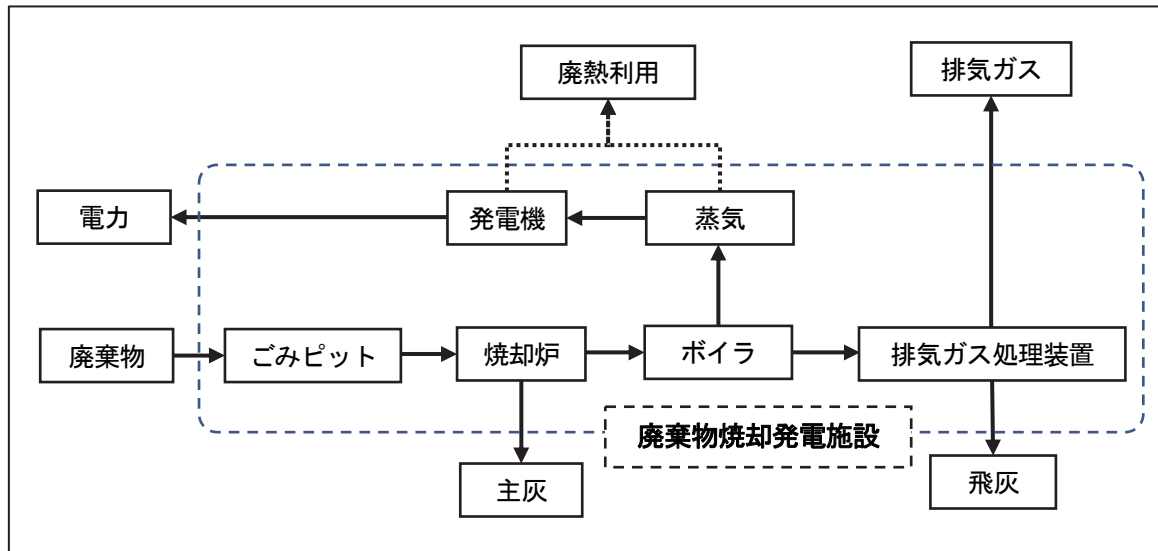 廃熱利用
排気ガス
電力
発電機
蒸気
廃棄物
ごみピット
焼却炉
ボイラ
排気ガス処理装置
廃棄物焼却発電施設
主灰
飛灰